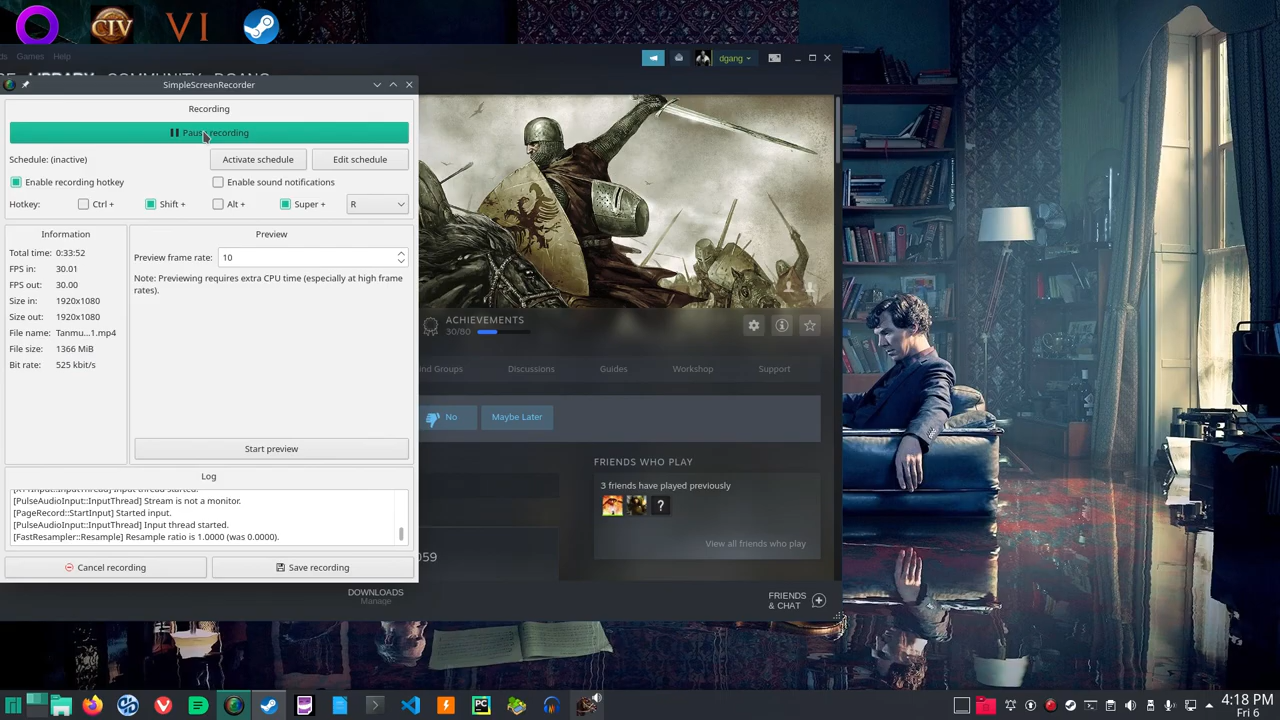 CIV
VI
ds Games Help
dgang
SimpleScreenRecorder
Recording
Pause recording
Schedule: (inactive)
Activate schedule
Edit schedule
Enable recording hotkey
Enable sound notifications
Hotkey:
Ctrl +
Shift +
Alt +
Super +
R
Information
Total time: 0:33:52
FPS in: 30.01
FPS out: 30.00
Size in: 1920x1080
Size out: 1920x1080
File name: Tanmu...1.mp4
File size: 1366 MiB
Bit rate: 525 kbit/s
Preview
Preview frame rate: 10
Note: Previewing requires extra CPU time (especially at high frame
rates).
Start preview
Log
[PulseAudioInput::InputThread] Stream is not a monitor.
[PageRecord::StartInput] Started input.
[PulseAudioInput::InputThread] Input thread started.
[FastResampler::Resample] Resample ratio is 1.0000 (was 0.0000).
Cancel recording
Save recording
ACHIEVEMENTS
30/80
nd Groups
Discussions
Guides
Workshop
Support
No
Maybe Later
FRIENDS WHO PLAY
3 friends have played previously
?
View all friends who play
059
DOWNLOADS
Manage
FRIENDS
& CHAT
PC
4:18 PM
Fri 6